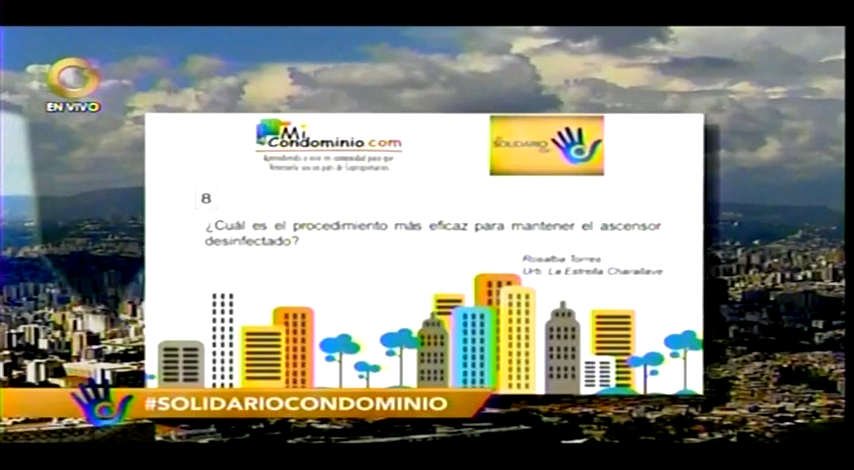 EN VIVO
Mi
Condominio.com
Aprendiendo a vivir en comunidad para que
Venezuela sea un país de Copropietarios
SOLIDARIO
8
¿Cuál es el procedimiento más eficaz para mantener el ascensor
desinfectado?
Rosalba Torres
Urb. La Estrella Charallave
#SOLIDARIOCONDOMINIO